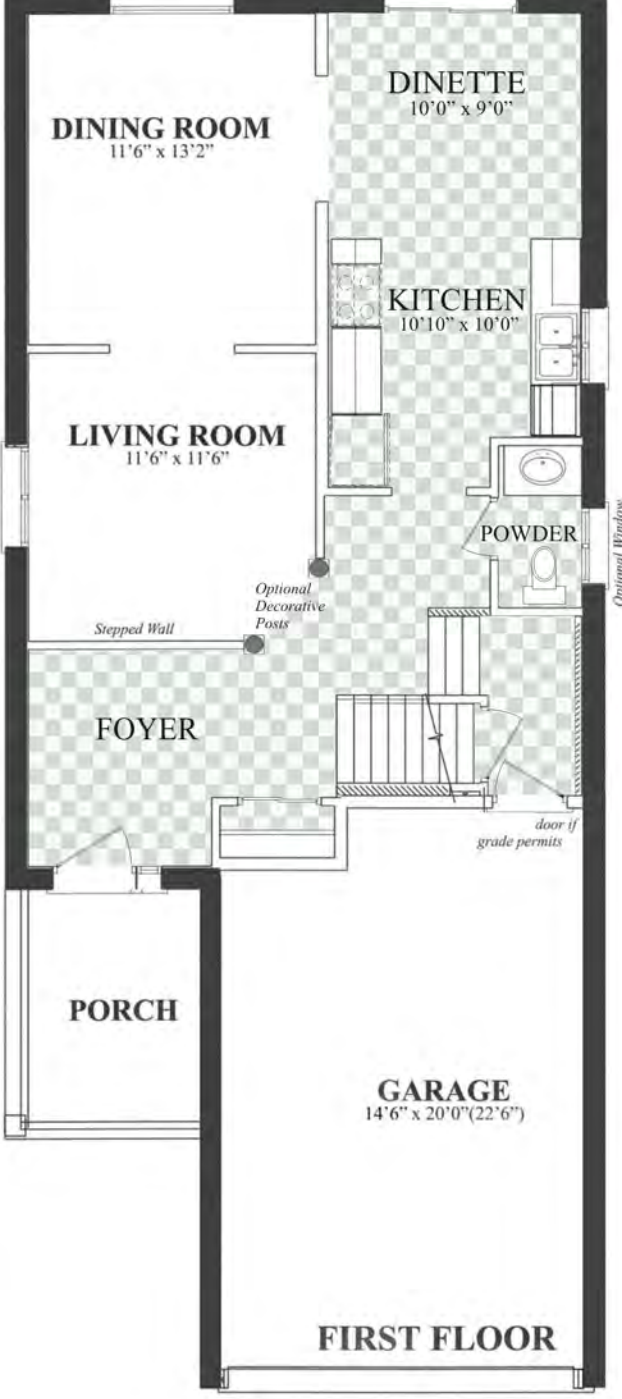 DINETTE
10'0" x 9'0"
DINING ROOM
11'6" x 13'2"
KITCHEN
10'10" x 10'0"
LIVING ROOM
11'6" x 11'6"
POWDER
Optional Window
Optional
Decorative
Posts
Stepped Wall
FOYER
door if
grade permits
PORCH
GARAGE
14'6" x 20'0"(22'6")
FIRST FLOOR